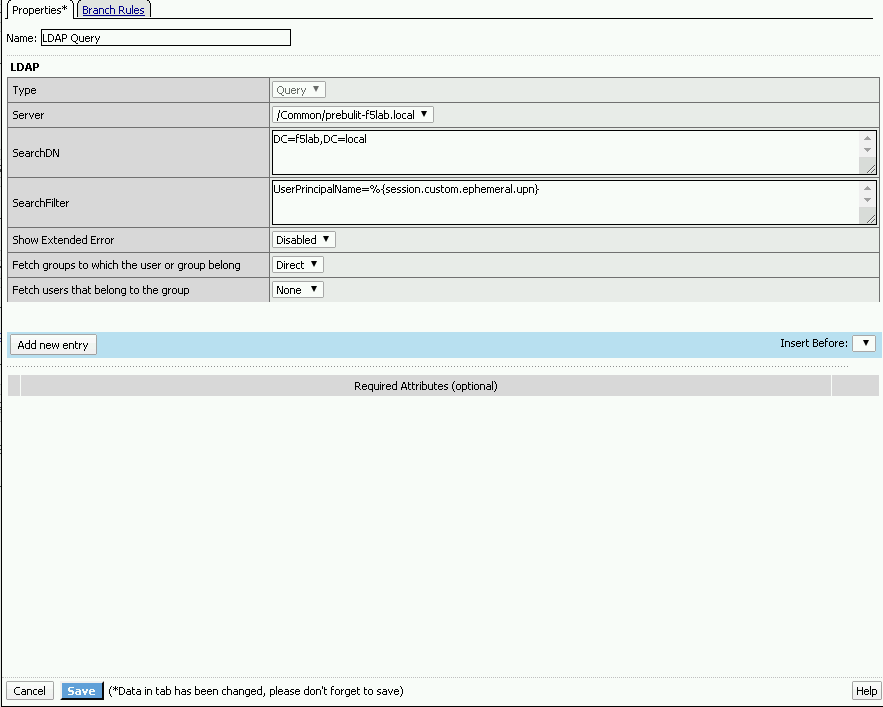 Properties* Branch Rules
Name: LDAP Query
LDAP
Type Query
Server /Common/prebulit-f5lab.local
SearchDN DC=f5lab,DC=local
SearchFilter UserPrincipalName=%{session.custom.ephemeral.upn}
Show Extended Error Disabled
Fetch groups to which the user or group belong Direct
Fetch users that belong to the group None
Add new entry Insert Before:
Required Attributes (optional)
Cancel Save (*Data in tab has been changed, please don't forget to save) Help